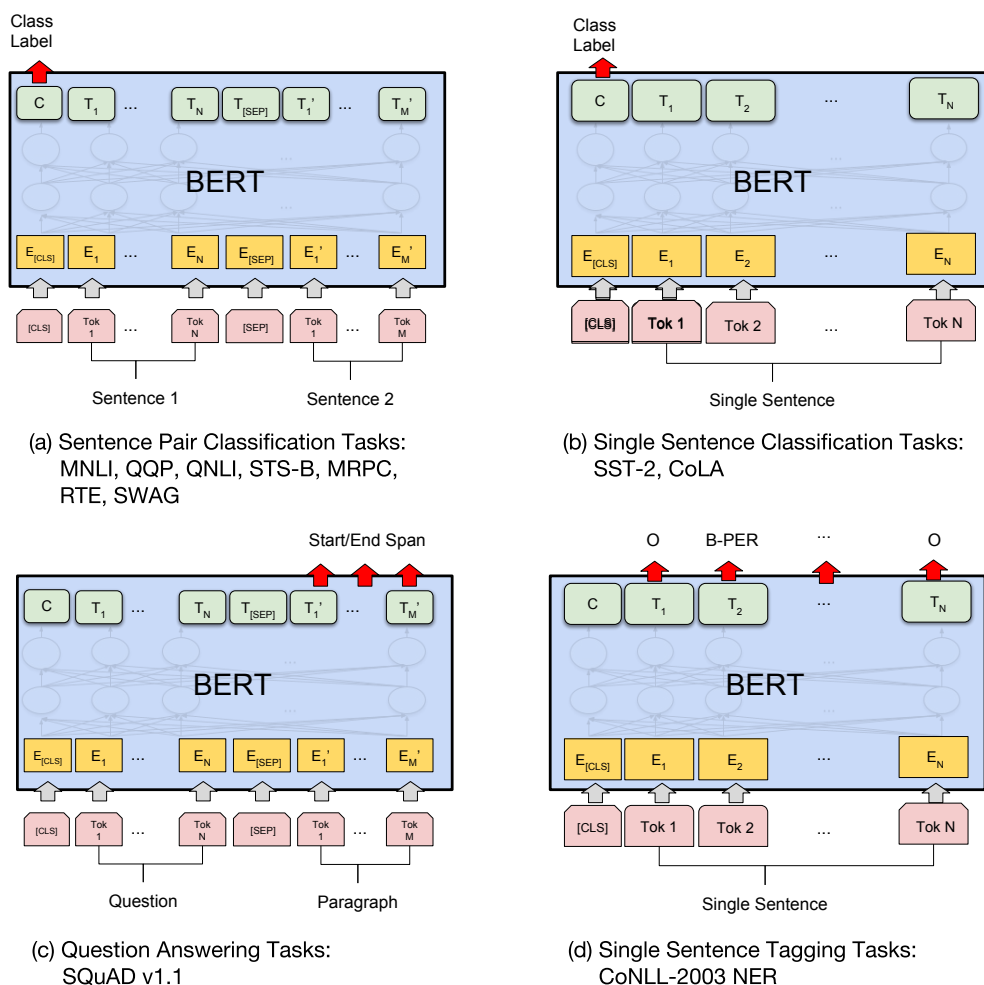 Class
Label
C T1 ... TN T[SEP] T1' ... TM'
...
BERT
...
E[CLS] E1 ... EN E[SEP] E1' ... EM'
[CLS] Tok 1 ... Tok N [SEP] Tok 1 ... Tok M
Sentence 1 Sentence 2
(a) Sentence Pair Classification Tasks:
MNLI, QQP, QNLI, STS-B, MRPC,
RTE, SWAG
Class
Label
C T1 T2 ... TN
...
BERT
...
E[CLS] E1 E2 ... EN
[CLS] Tok 1 Tok 2 ... Tok N
Single Sentence
(b) Single Sentence Classification Tasks:
SST-2, CoLA
Start/End Span
C T1 ... TN T[SEP] T1' ... TM'
...
BERT
...
E[CLS] E1 ... EN E[SEP] E1' ... EM'
[CLS] Tok 1 ... Tok N [SEP] Tok 1 ... Tok M
Question Paragraph
(c) Question Answering Tasks:
SQuAD v1.1
O B-PER ... O
C T1 T2 ... TN
...
BERT
...
E[CLS] E1 E2 ... EN
[CLS] Tok 1 Tok 2 ... Tok N
Single Sentence
(d) Single Sentence Tagging Tasks:
CoNLL-2003 NER